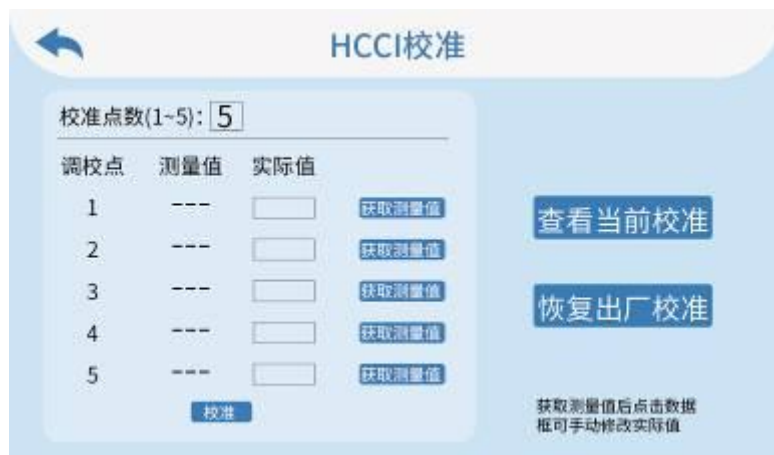 HCCI校准
校准点数(1~5): 5
调校点 测量值 实际值
1 --- 获取测量值
2 --- 获取测量值
3 --- 获取测量值
4 --- 获取测量值
5 --- 获取测量值
校准
查看当前校准
恢复出厂校准
获取测量值后点击数据
框可手动修改实际值